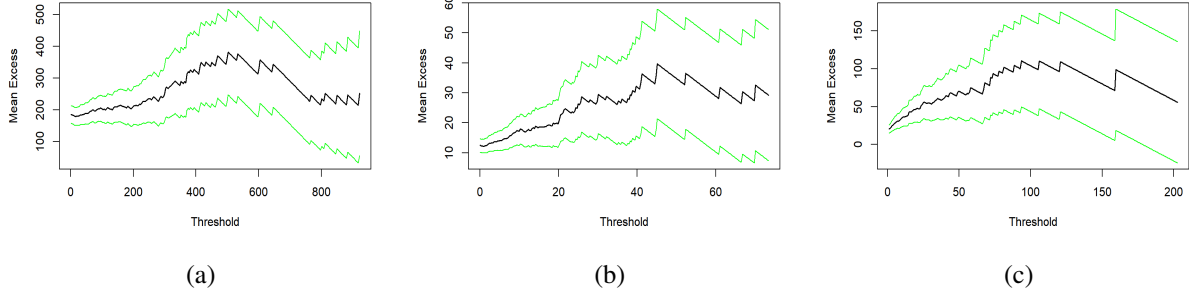 Mean Excess
100 200 300 400 500
0 200 400 600 800
Threshold
(a)
Mean Excess
10 20 30 40 50 60
0 20 40 60
Threshold
(b)
Mean Excess
0 50 100 150
0 50 100 150 200
Threshold
(c)